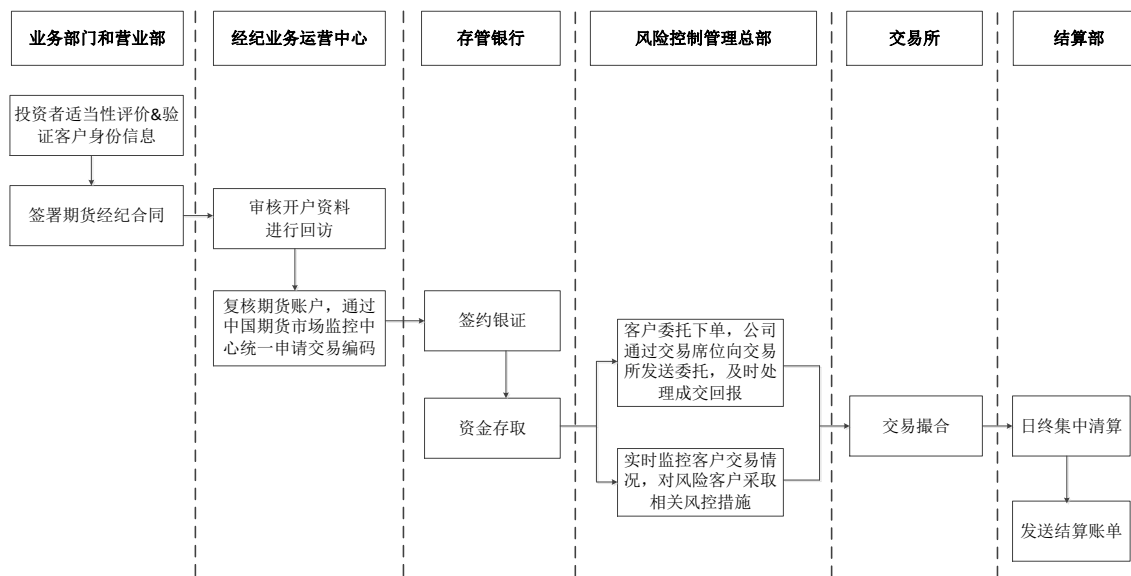 业务部门和营业部
经纪业务运营中心
存管银行
风险控制管理总部
交易所
结算部
投资者适当性评价&验
证客户身份信息
签署期货经纪合同
审核开户资料
进行回访
复核期货账户，通过
中国期货市场监控中
心统一申请交易编码
签约银证
资金存取
客户委托下单，公司
通过交易席位向交易
所发送委托，及时处
理成交回报
实时监控客户交易情
况，对风险客户采取
相关风控措施
交易撮合
日终集中清算
发送结算账单